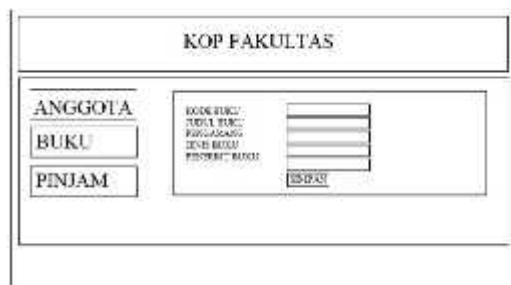 KOP FAKULTAS
ANGGOTA
BUKU
PINJAM
KODE BUKU
JUDUL BUKU
PENGARANG
JENIS BUKU
PENERBIT BUKU
SIMPAN